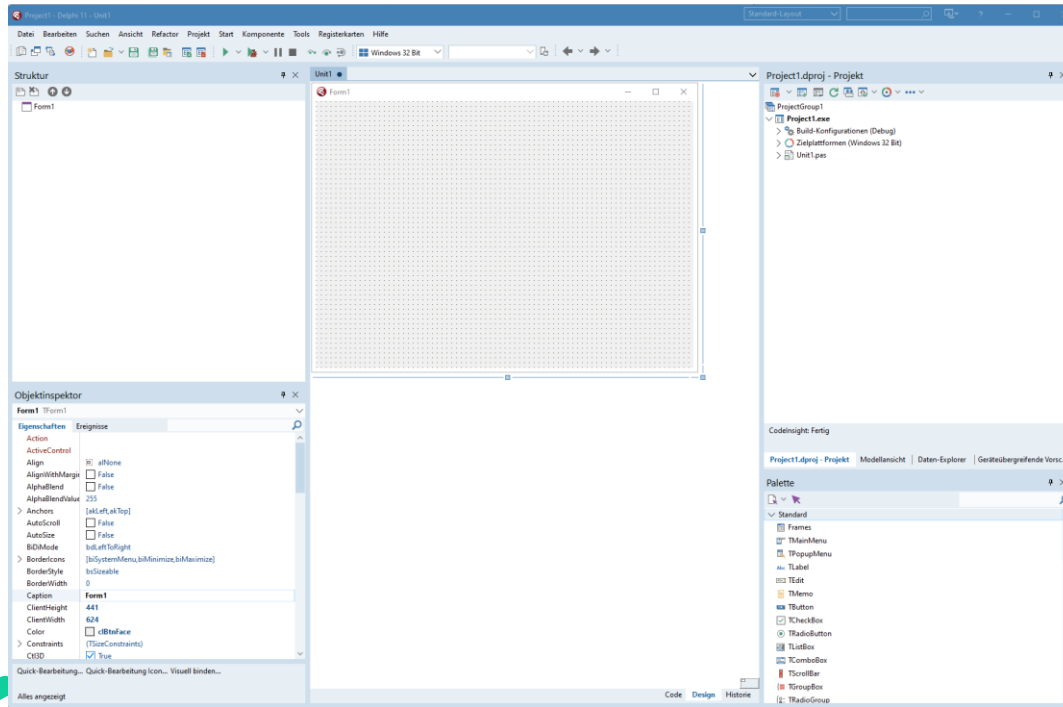 Project1 - Delphi 11 - Unit1
Standard-Layout
Datei Bearbeiten Suchen Ansicht Refactor Projekt Start Komponente Tools Registerkarten Hilfe
Windows 32 Bit
Struktur
Form1
Unit1
Form1
Project1.dproj - Projekt
ProjectGroup1
Project1.exe
Build-Konfigurationen (Debug)
Zielplattformen (Windows 32 Bit)
Unit1.pas
Objektinspektor
Form1 TForm1
Eigenschaften Ereignisse
Action
ActiveControl
Align alNone
AlignWithMargin False
AlphaBlend False
AlphaBlendValue 255
Anchors [akLeft,akTop]
AutoScroll False
AutoSize False
BiDiMode bdLeftToRight
BorderIcons [biSystemMenu,biMinimize,biMaximize]
BorderStyle bsSizeable
BorderWidth 0
Caption Form1
ClientHeight 441
ClientWidth 624
Color clBtnFace
Constraints (TSizeConstraints)
Ctl3D True
Quick-Bearbeitung... Quick-Bearbeitung Icon... Visuell binden...
Alles angezeigt
Code Design Historie
CodeInsight: Fertig
Project1.dproj - Projekt Modellansicht Daten-Explorer Geräteübergreifende Vorsc
Palette
Standard
Frames
TMainMenu
TPopupMenu
TLabel
TEdit
TMemo
TButton
TCheckBox
TRadioButton
TListBox
TComboBox
TScrollBar
TGroupBox
TRadioGroup